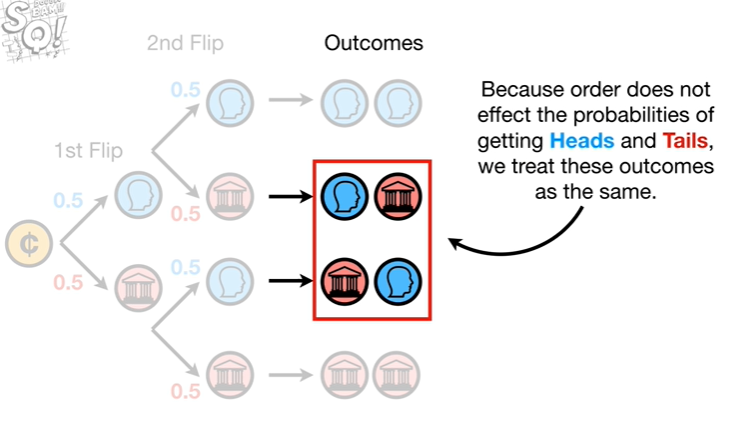 SQ!
2nd Flip
Outcomes
0.5
Because order does not
effect the probabilities of
getting Heads and Tails,
we treat these outcomes
as the same.
1st Flip
0.5
0.5
¢
0.5
0.5
0.5